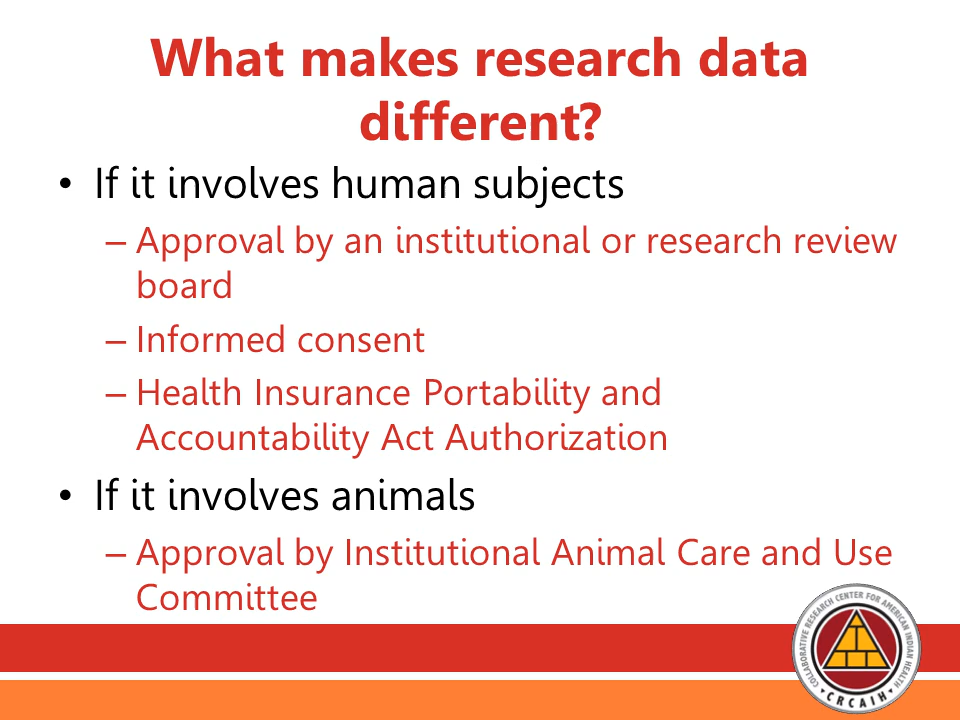 What makes research data
different?
• If it involves human subjects
– Approval by an institutional or research review
board
– Informed consent
– Health Insurance Portability and
Accountability Act Authorization
• If it involves animals
– Approval by Institutional Animal Care and Use
Committee
COLLABORATIVE RESEARCH CENTER FOR AMERICAN INDIAN HEALTH
• CRCAIH •